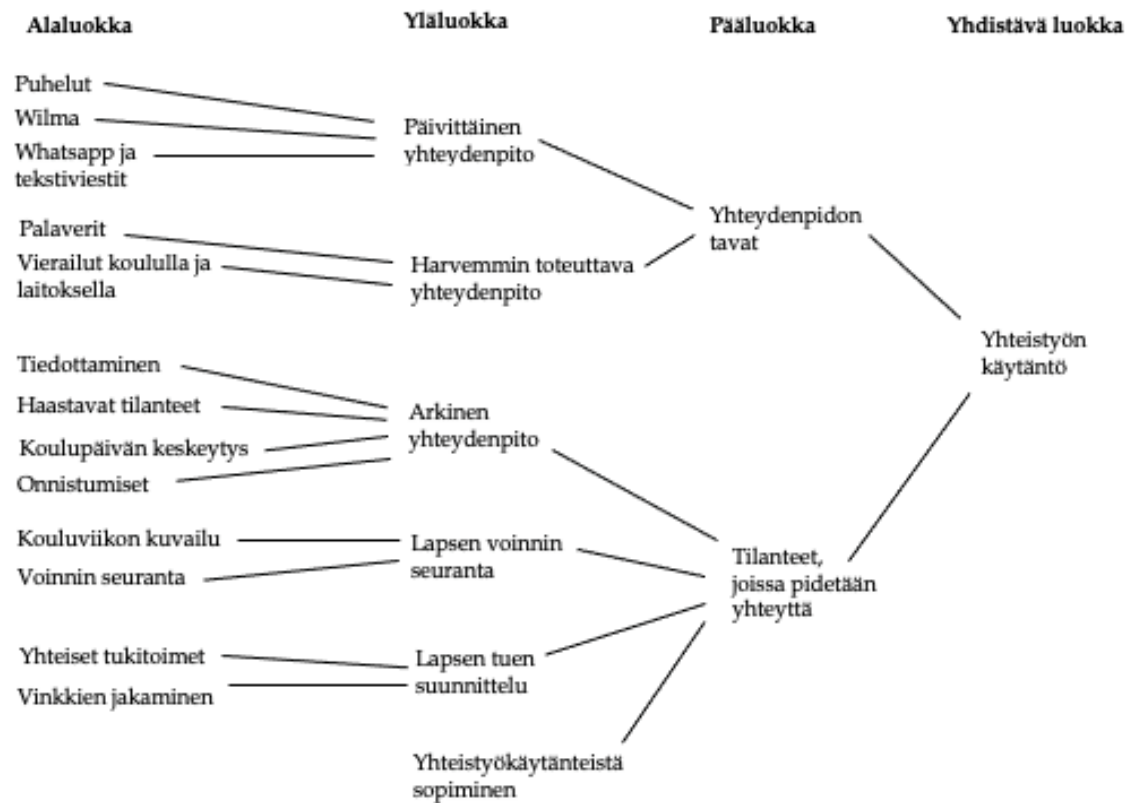 Alaluokka
Yläluokka
Pääluokka
Yhdistävä luokka
Puhelut
Wilma
Whatsapp ja
tekstiviestit
Päivittäinen
yhteydenpito
Palaverit
Vierailut koululla ja
laitoksella
Harvemmin toteuttava
yhteydenpito
Yhteydenpidon
tavat
Tiedottaminen
Haastavat tilanteet
Koulupäivän keskeytys
Onnistumiset
Arkinen
yhteydenpito
Kouluviikon kuvailu
Voinnin seuranta
Lapsen voinnin
seuranta
Yhteiset tukitoimet
Vinkkien jakaminen
Lapsen tuen
suunnittelu
Yhteistyökäytänteistä
sopiminen
Tilanteet,
joissa pidetään
yhteyttä
Yhteistyön
käytäntö